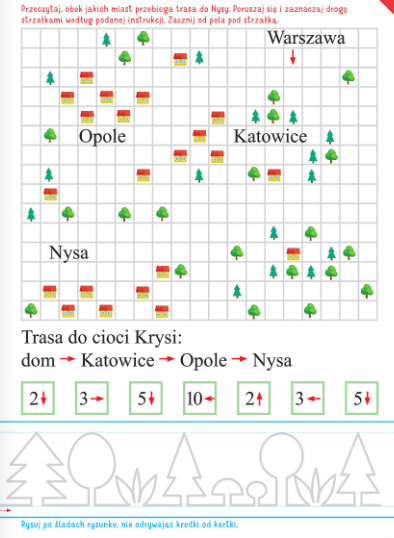 Przeczytaj, obok jakich miast przebiega trasa do Nysy. Poruszaj się i zaznaczaj drogę
strzałkami według podanej instrukcji. Zacznij od pola pod strzałką.
Warszawa
Opole
Katowice
Nysa
Trasa do cioci Krysi:
dom → Katowice → Opole → Nysa
2↓ 3→ 5↓ 10← 2↑ 3← 5↓
Rysuj po śladach rysunku, nie odrywając kredki od kartki.